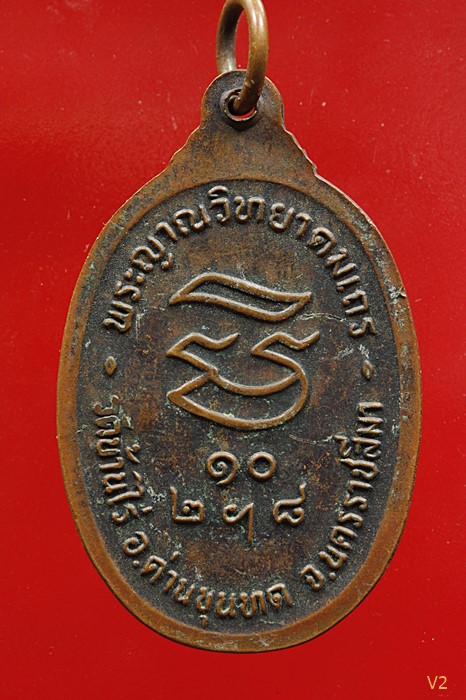 พระญาณวิทยาคมเถร
๑๐
๒ ฯ ๘
วัดบ้านไร่ อ.ด่านขุนทด จ.นครราชสีมา
V2